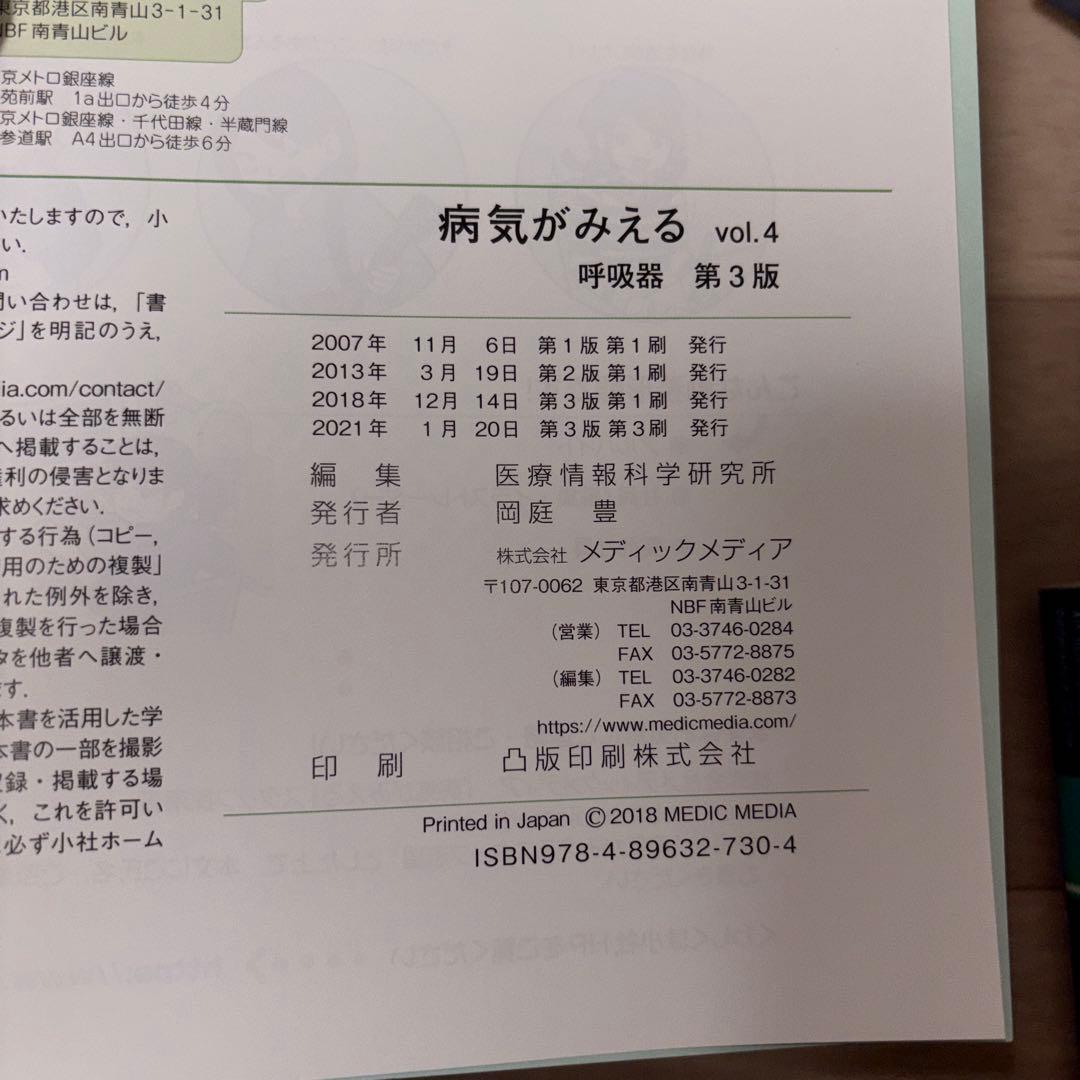 東京都港区南青山3-1-31
NBF南青山ビル
京メトロ銀座線
苑前駅 1a出口から徒歩4分
京メトロ銀座線・千代田線・半蔵門線
参道駅 A4出口から徒歩6分
いたしますので，小
い．
m
問い合わせは，「書
ジ」を明記のうえ，
ia.com/contact/
るいは全部を無断
へ掲載することは，
権利の侵害となりま
求めください．
する行為（コピー，
用のための複製」
れた例外を除き，
複製を行った場合
タを他者へ譲渡・
ます．
本書を活用した学
本書の一部を撮影
収録・掲載する場
く，これを許可い
必ず小社ホーム
病気がみえる vol.4
呼吸器 第3版
2007年 11月 6日 第1版 第1刷 発行
2013年 3月 19日 第2版 第1刷 発行
2018年 12月 14日 第3版 第1刷 発行
2021年 1月 20日 第3版 第3刷 発行
編集 医療情報科学研究所
発行者 岡庭 豊
発行所 株式会社 メディックメディア
〒107-0062 東京都港区南青山3-1-31
NBF南青山ビル
（営業） TEL 03-3746-0284
FAX 03-5772-8875
（編集） TEL 03-3746-0282
FAX 03-5772-8873
https://www.medicmedia.com/
印刷 凸版印刷株式会社
Printed in Japan ©2018 MEDIC MEDIA
ISBN978-4-89632-730-4